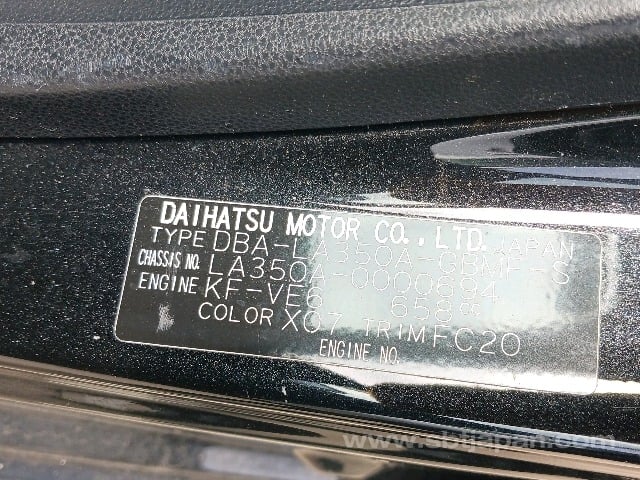 DAIHATSU MOTOR CO., LTD. JAPAN
TYPE DBA-LA350A-GBMF-S
CHASSIS NO. LA350A-0000694
ENGINE KF-VE6 658
COLOR X07 TRIM FC20
ENGINE NO.
www.sbtjapan.com